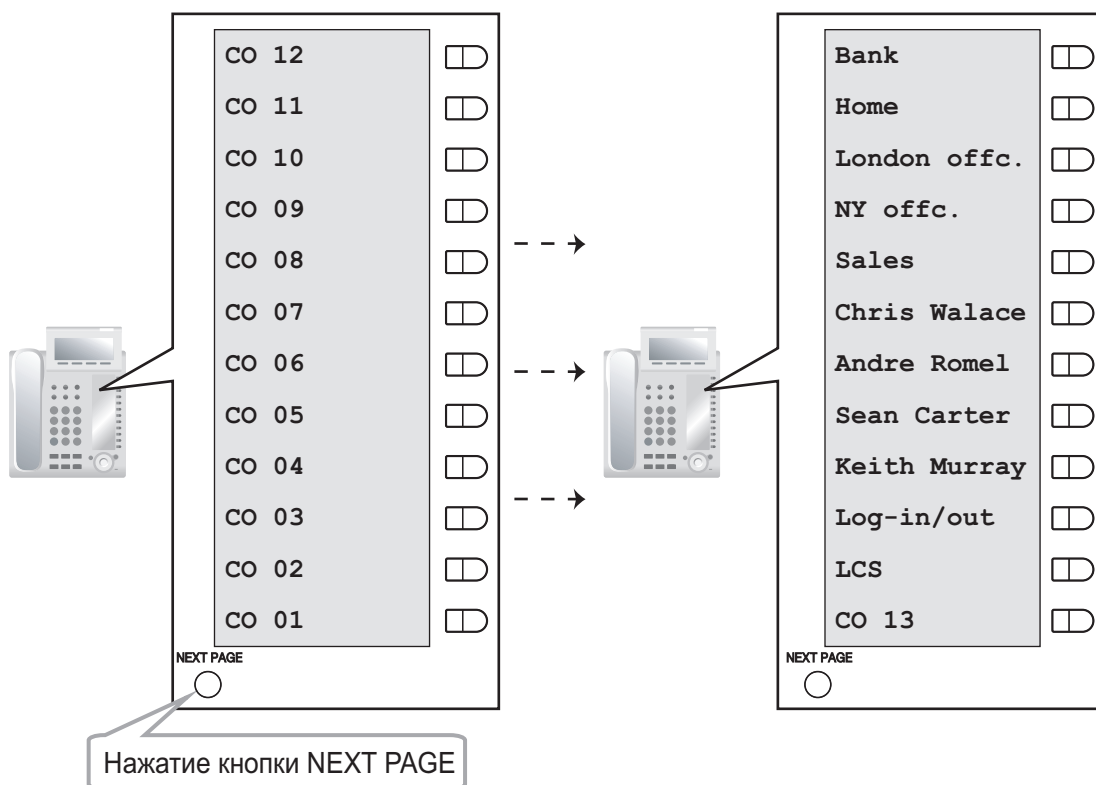 CO 12
CO 11
CO 10
CO 09
CO 08
CO 07
CO 06
CO 05
CO 04
CO 03
CO 02
CO 01
NEXT PAGE
Нажатие кнопки NEXT PAGE
Bank
Home
London offc.
NY offc.
Sales
Chris Walace
Andre Romel
Sean Carter
Keith Murray
Log-in/out
LCS
CO 13
NEXT PAGE